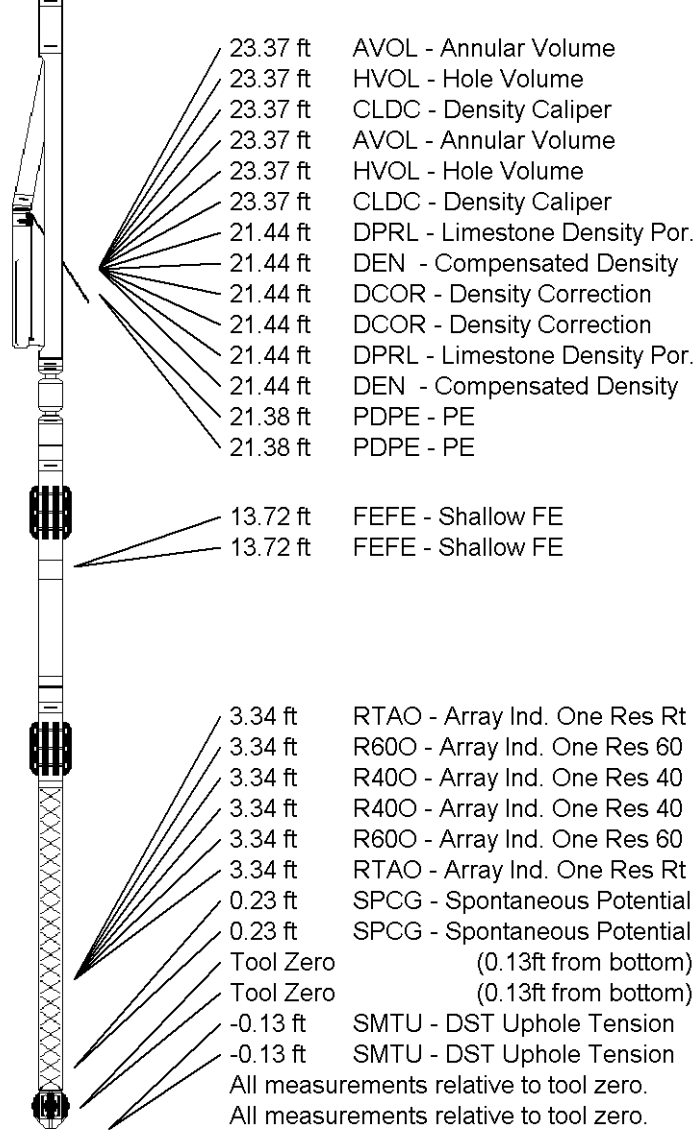 23.37 ft AVOL - Annular Volume
23.37 ft HVOL - Hole Volume
23.37 ft CLDC - Density Caliper
23.37 ft AVOL - Annular Volume
23.37 ft HVOL - Hole Volume
23.37 ft CLDC - Density Caliper
21.44 ft DPRL - Limestone Density Por.
21.44 ft DEN - Compensated Density
21.44 ft DCOR - Density Correction
21.44 ft DCOR - Density Correction
21.44 ft DPRL - Limestone Density Por.
21.44 ft DEN - Compensated Density
21.38 ft PDPE - PE
21.38 ft PDPE - PE
13.72 ft FEFE - Shallow FE
13.72 ft FEFE - Shallow FE
3.34 ft RTAO - Array Ind. One Res Rt
3.34 ft R60O - Array Ind. One Res 60
3.34 ft R40O - Array Ind. One Res 40
3.34 ft R40O - Array Ind. One Res 40
3.34 ft R60O - Array Ind. One Res 60
3.34 ft RTAO - Array Ind. One Res Rt
0.23 ft SPCG - Spontaneous Potential
0.23 ft SPCG - Spontaneous Potential
Tool Zero (0.13ft from bottom)
Tool Zero (0.13ft from bottom)
-0.13 ft SMTU - DST Uphole Tension
-0.13 ft SMTU - DST Uphole Tension
All measurements relative to tool zero.
All measurements relative to tool zero.